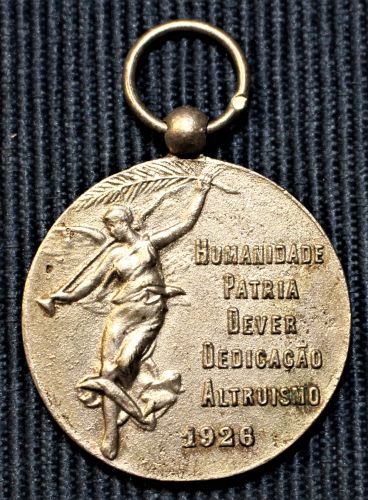 HUMANIDADE
PATRIA
DEVER
DEDICAÇÃO
ALTRUISMO
1926